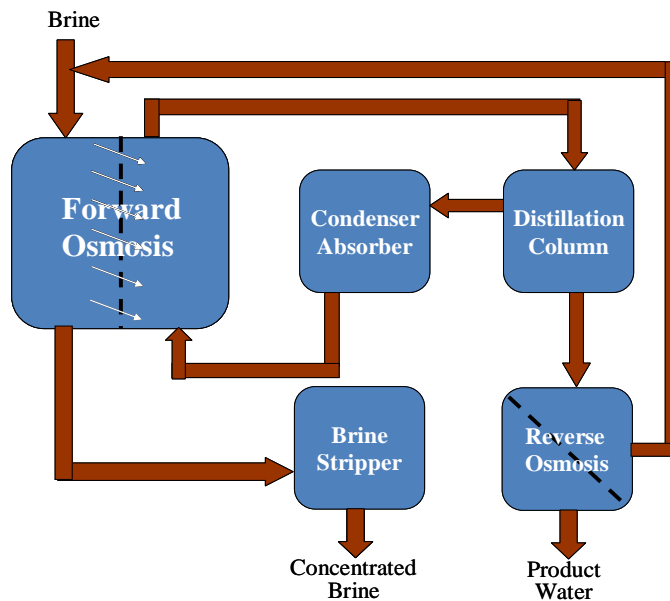 Brine
Forward
Osmosis
Condenser
Absorber
Distillation
Column
Brine
Stripper
Reverse
Osmosis
Concentrated
Brine
Product
Water